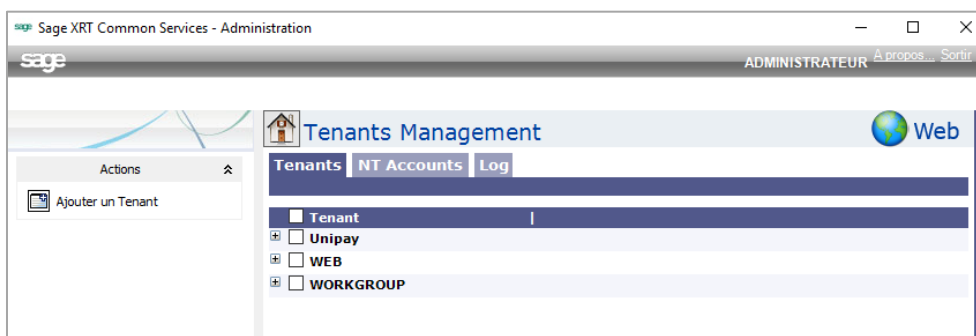 sage Sage XRT Common Services - Administration
sage
ADMINISTRATEUR A propos... Sortir
Tenants Management
Web
Actions
Tenants NT Accounts Log
Ajouter un Tenant
Tenant
Unipay
WEB
WORKGROUP